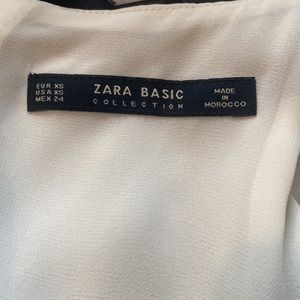 EUR XS
USA XS
MEX 24
ZARA BASIC
COLLECTION
MADE
IN
MOROCCO